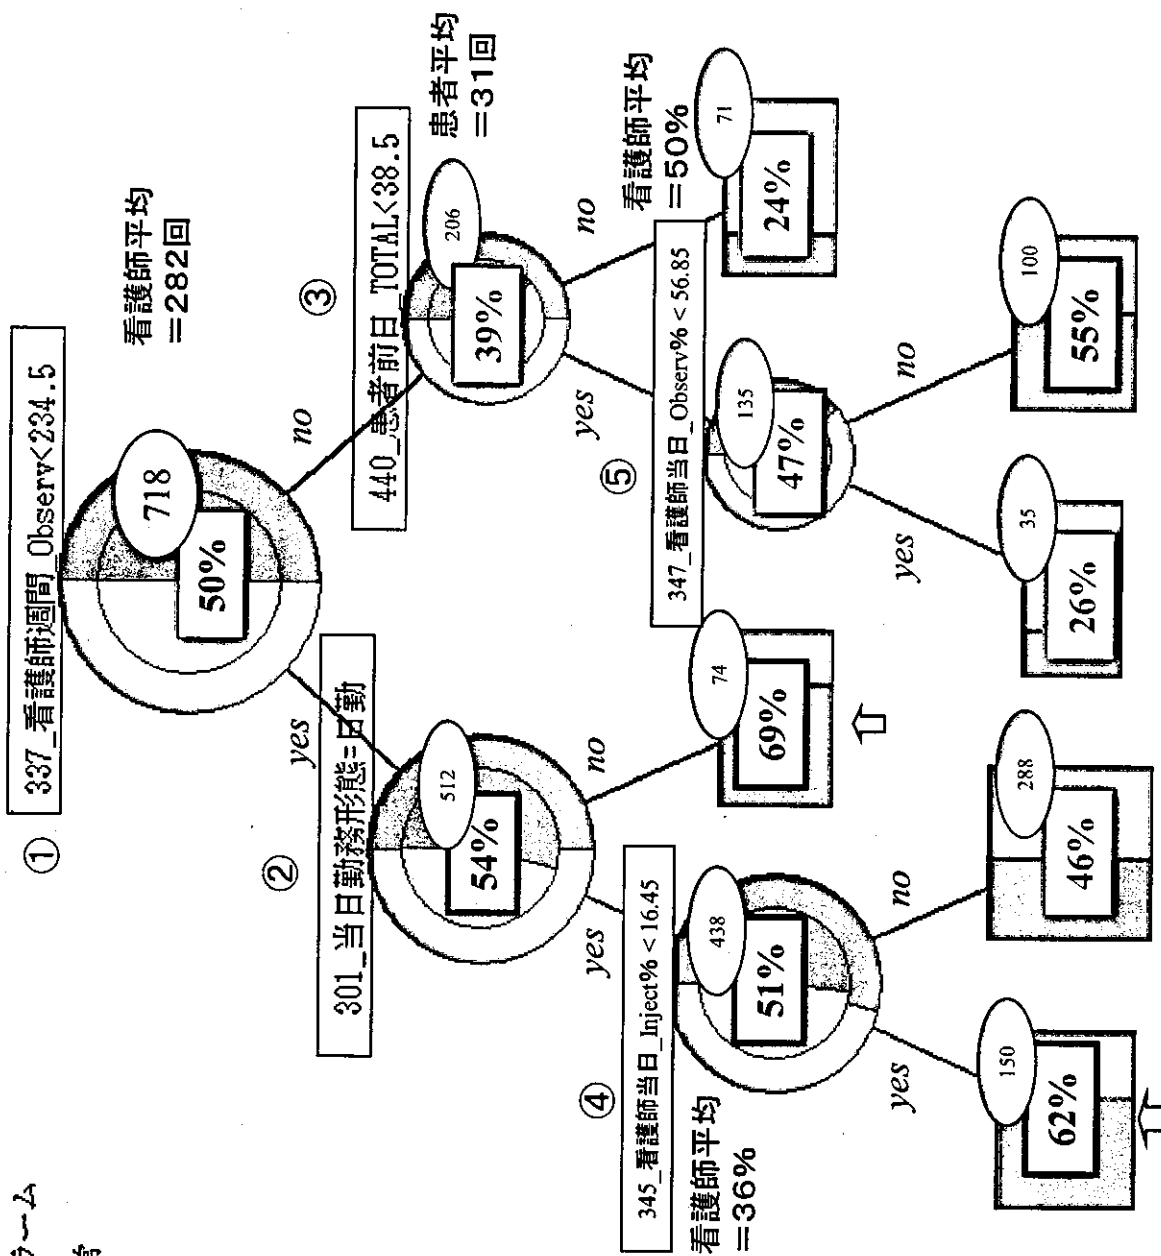 ラーム
① 337_看護師週間_Observ<234.5
看護師平均
=282回
718
50%
yes
no
② 301_当日勤務形態=日勤
512
54%
③ 440_患者前日_TOTAL<38.5
患者平均
=31回
206
39%
yes
no
yes
no
④ 345_看護師当日_Inject% < 16.45
看護師平均
=36%
438
51%
74
69%
⑤ 347_看護師当日_Observ% < 56.85
看護師平均
=50%
135
47%
71
24%
yes
no
yes
no
150
62%
288
46%
35
26%
100
55%